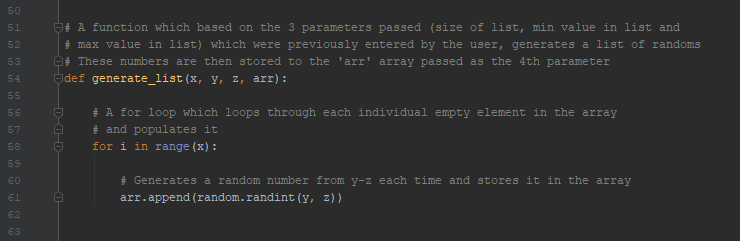 50
51 # A function which based on the 3 parameters passed (size of list, min value in list and
52 # max value in list) which were previously entered by the user, generates a list of randoms
53 # These numbers are then stored to the 'arr' array passed as the 4th parameter
54 def generate_list(x, y, z, arr):
55
56 # A for loop which loops through each individual empty element in the array
57 # and populates it
58 for i in range(x):
59
60 # Generates a random number from y-z each time and stores it in the array
61 arr.append(random.randint(y, z))
62
63